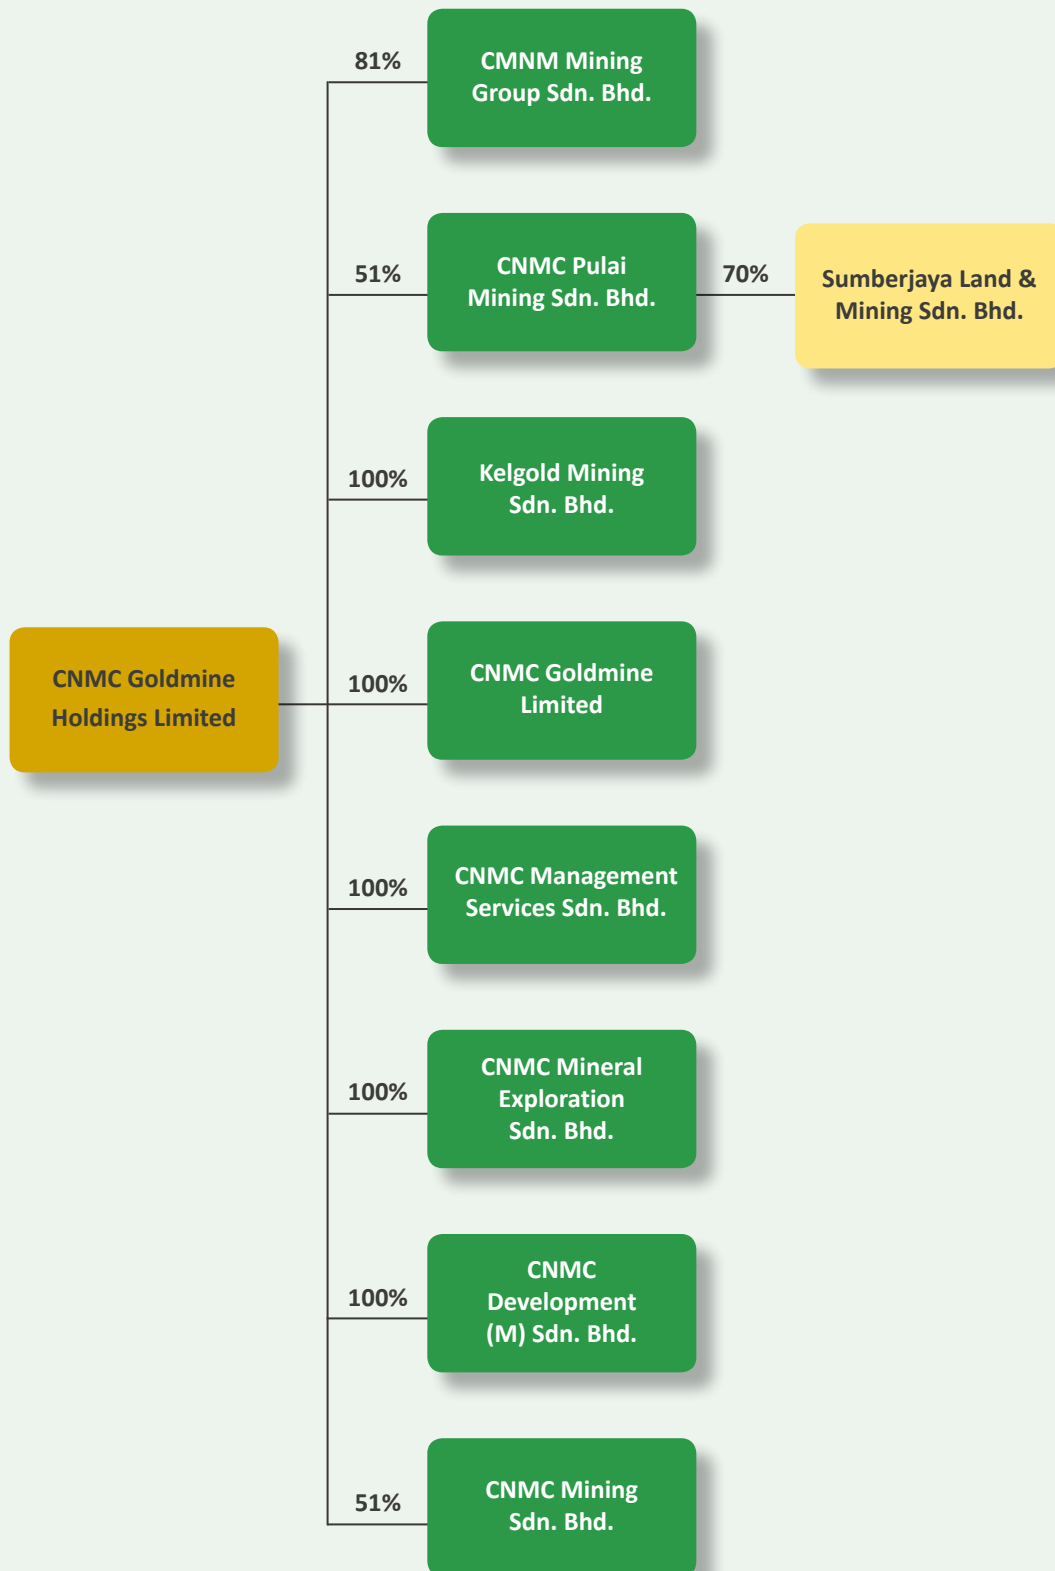 81%
CMNM Mining
Group Sdn. Bhd.
51%
CNMC Pulai
Mining Sdn. Bhd.
70%
Sumberjaya Land &
Mining Sdn. Bhd.
100%
Kelgold Mining
Sdn. Bhd.
CNMC Goldmine
Holdings Limited
100%
CNMC Goldmine
Limited
100%
CNMC Management
Services Sdn. Bhd.
100%
CNMC Mineral
Exploration
Sdn. Bhd.
100%
CNMC
Development
(M) Sdn. Bhd.
51%
CNMC Mining
Sdn. Bhd.